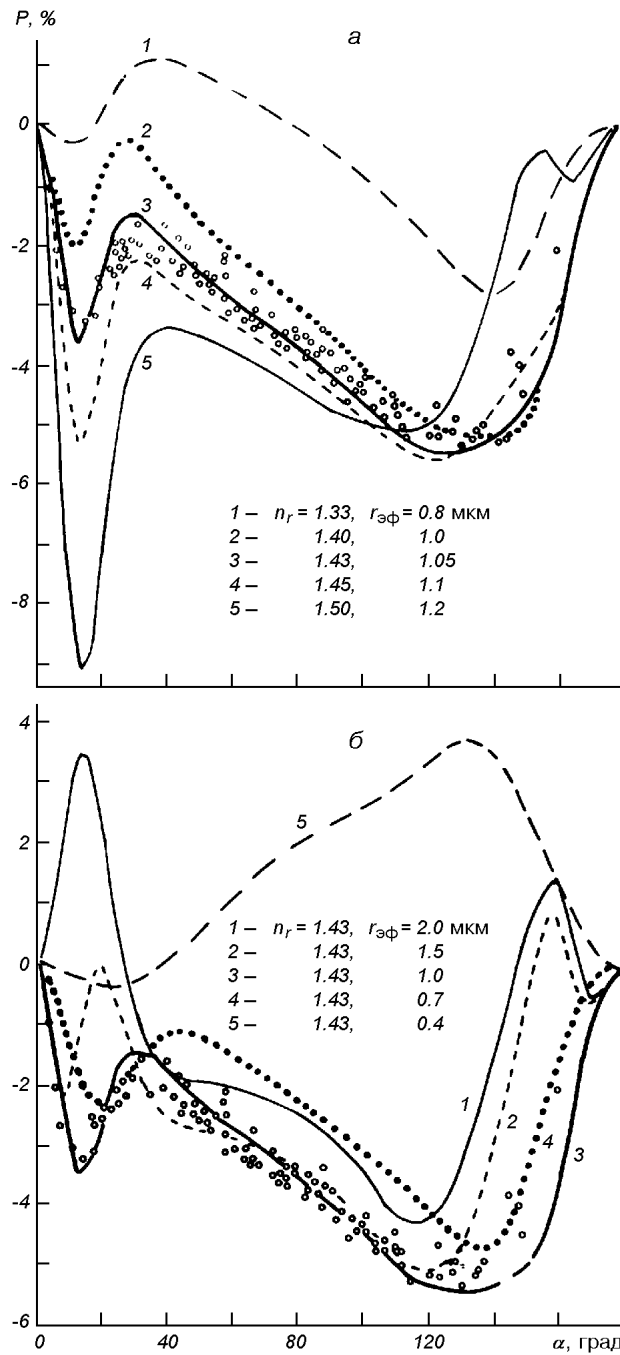 P, %
а
1
0
2
3
-2
4
-4
5
-6
1 – n_r = 1.33, r_эф = 0.8 мкм
2 – 1.40, 1.0
3 – 1.43, 1.05
4 – 1.45, 1.1
5 – 1.50, 1.2
-8
4
б
5
2
1 – n_r = 1.43, r_эф = 2.0 мкм
2 – 1.43, 1.5
3 – 1.43, 1.0
4 – 1.43, 0.7
5 – 1.43, 0.4
0
-2
1 2 4 3
-4
-6
0 40 80 120 α, град